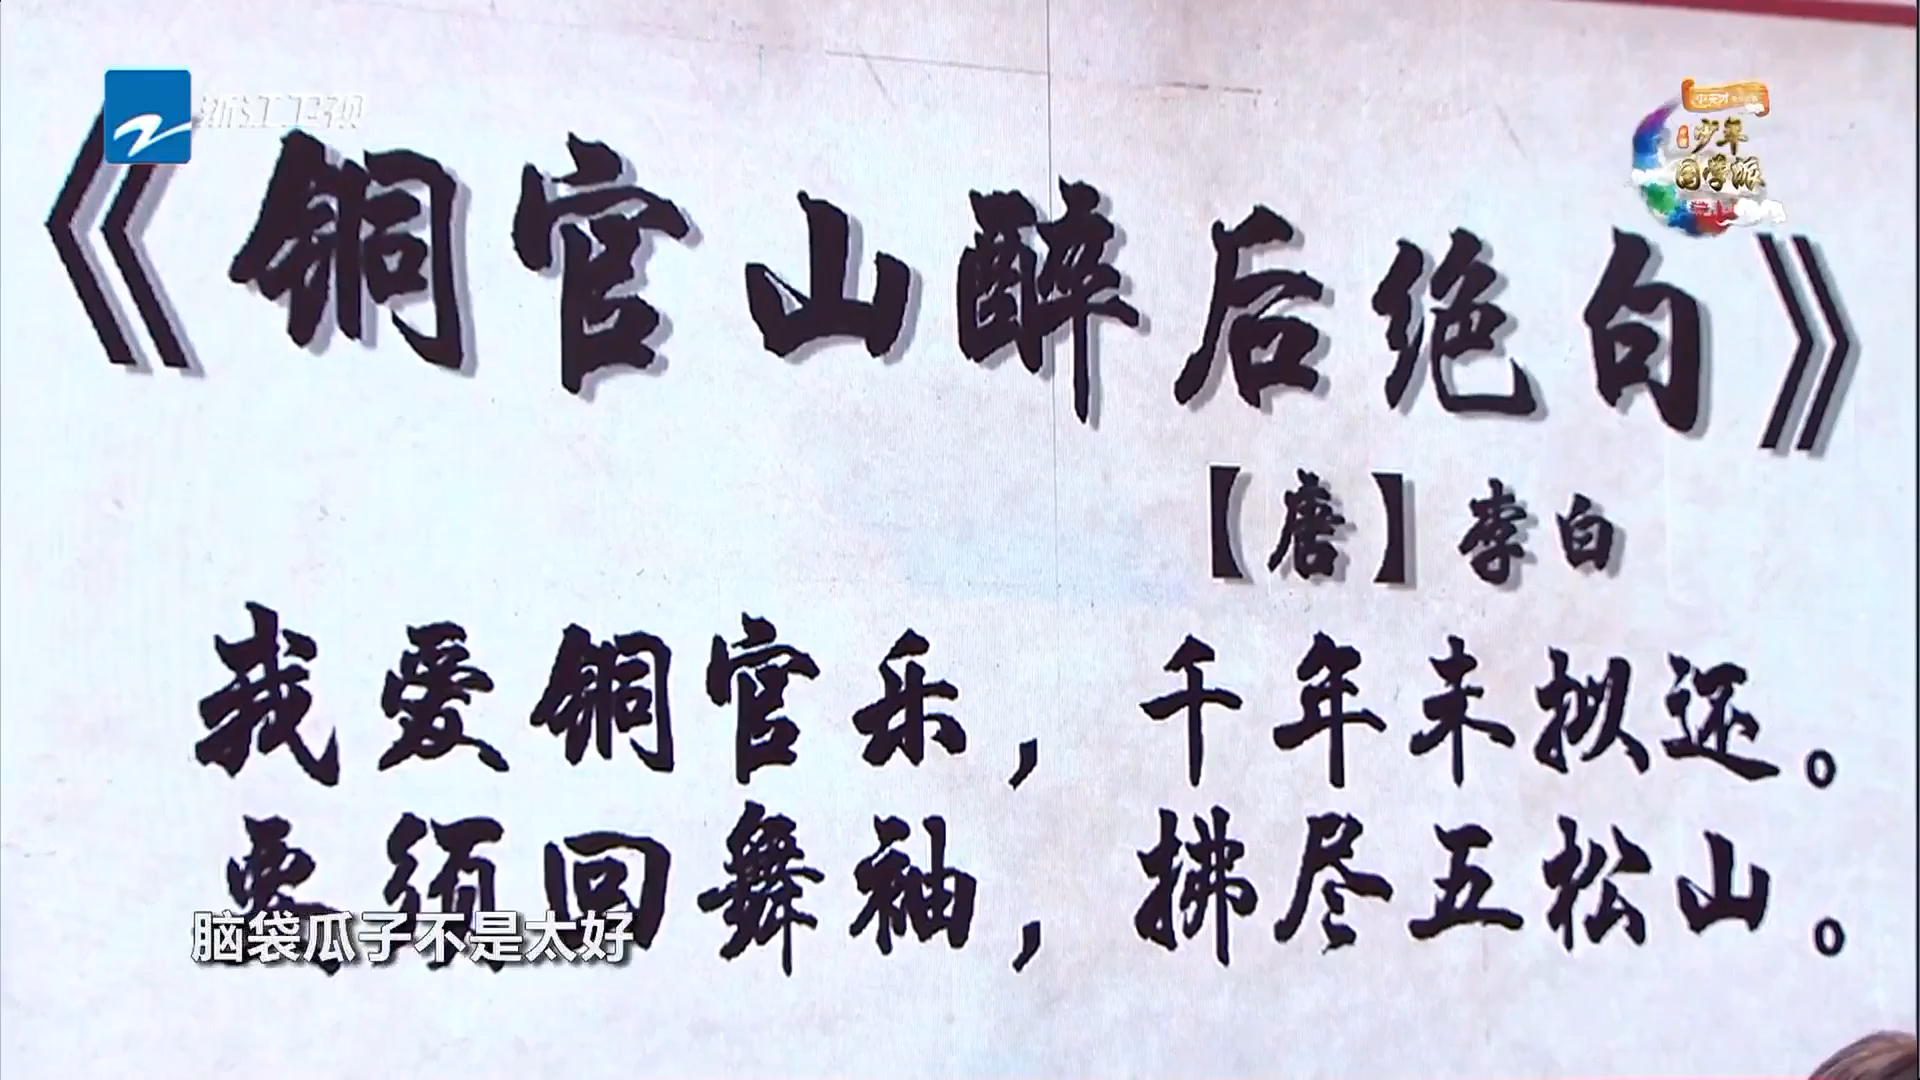 浙江卫视
少年
国学派
《铜官山醉后绝句》
【唐】李白
我爱铜官乐，千年未拟还。
要须回舞袖，拂尽五松山。
脑袋瓜子不是太好